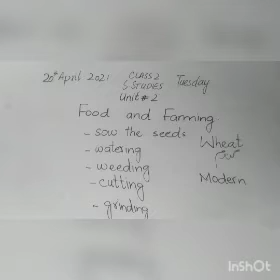 20th April 2021 CLASS 2 Tuesday
S STUDIES
Unit # 2
Food and Farming
- sow the seeds
- watering Wheat
- weeding
- cutting Modern
- grinding
InShOt